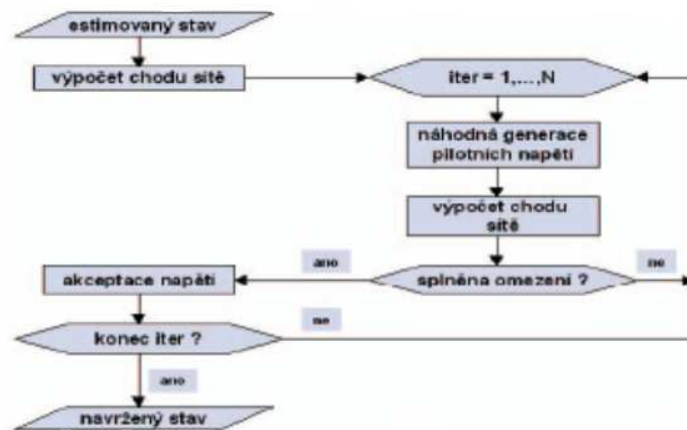 estimovaný stav
výpočet chodu sítě
iter = 1,...,N
náhodná generace
pilotních napětí
výpočet chodu
sítě
splněna omezení ?
ano
ne
akceptace napětí
konec iter ?
ne
ano
navržený stav